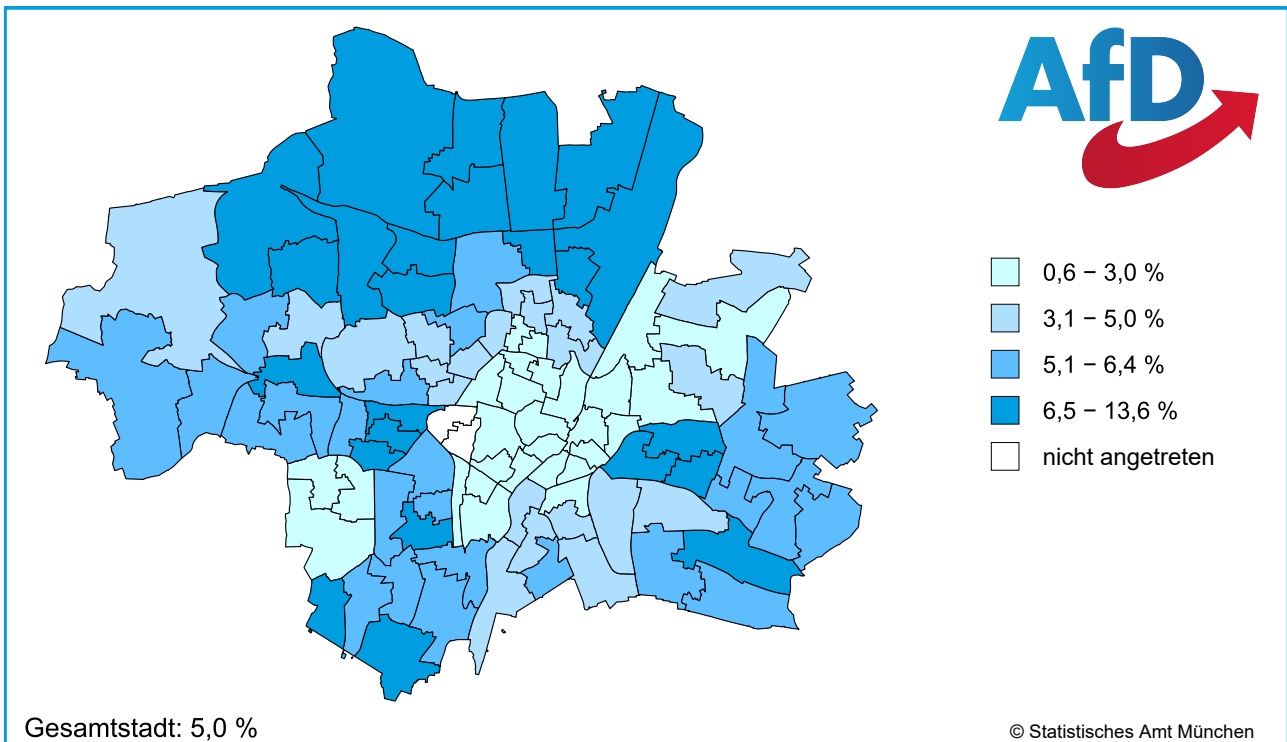 AfD
0,6 – 3,0 %
3,1 – 5,0 %
5,1 – 6,4 %
6,5 – 13,6 %
nicht angetreten
Gesamtstadt: 5,0 %
© Statistisches Amt München